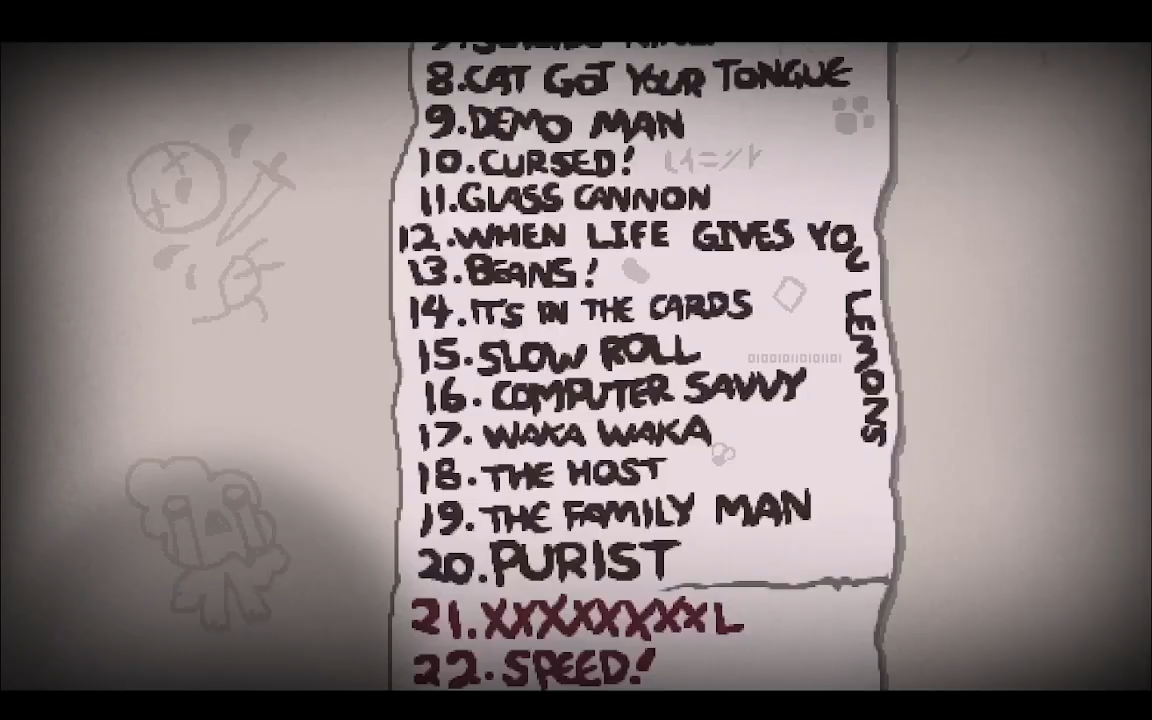 8.CAT GOT YOUR TONGUE
9.DEMO MAN
10.CURSED!
11.GLASS CANNON
12.WHEN LIFE GIVES YOU LEMONS
13.BEANS!
14.IT'S IN THE CARDS
15.SLOW ROLL
16.COMPUTER SAVVY
17.WAKA WAKA
18.THE HOST
19.THE FAMILY MAN
20.PURIST
21.XXXXXXXXL
22.SPEED!